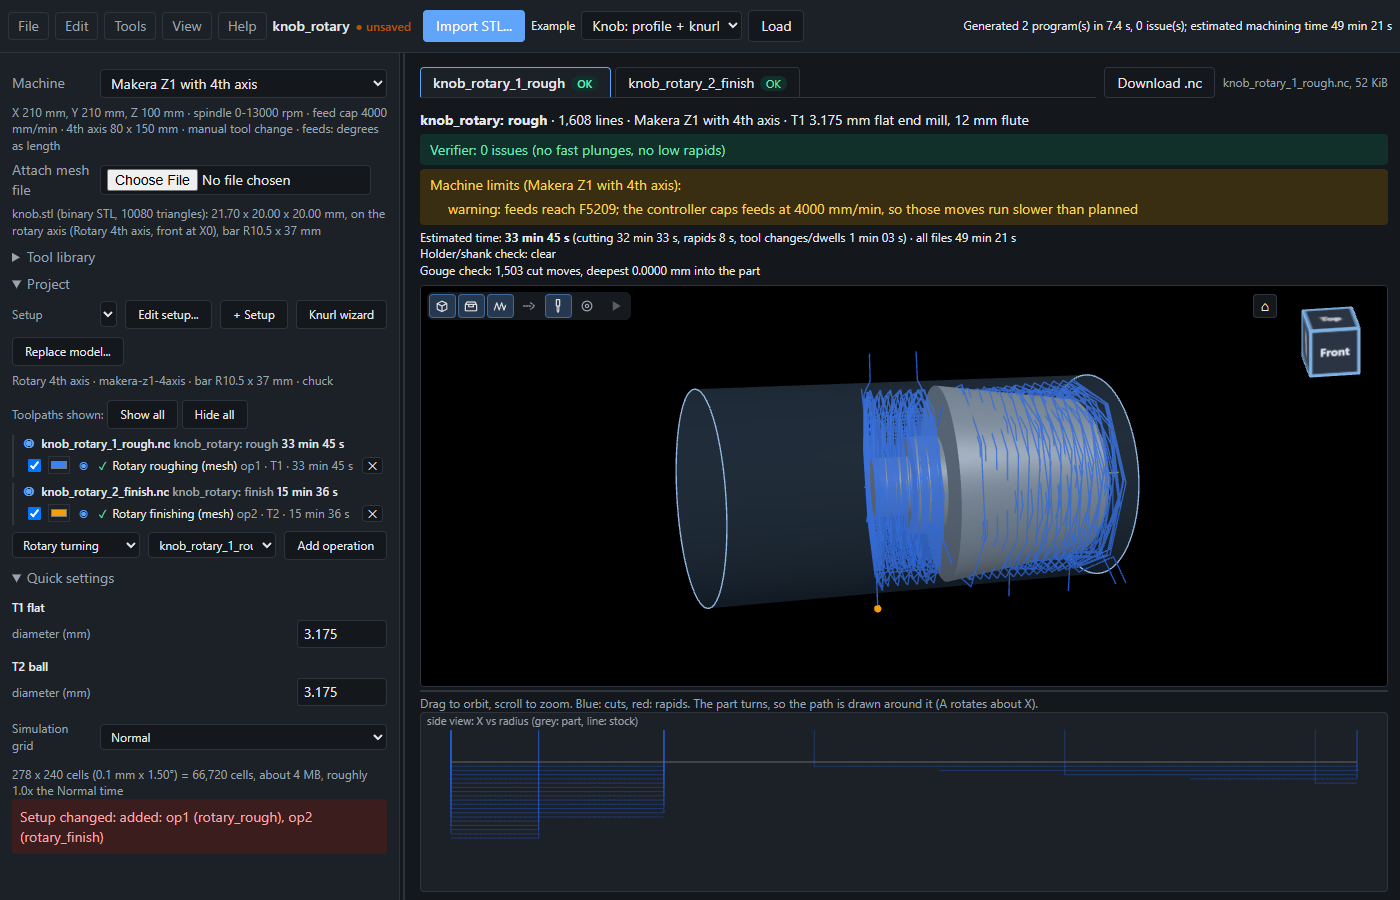 File Edit Tools View Help knob_rotary • unsaved Import STL... Example Knob: profile + knurl Load Generated 2 program(s) in 7.4 s, 0 issue(s); estimated machining time 49 min 21 s
Machine Makera Z1 with 4th axis
X 210 mm, Y 210 mm, Z 100 mm · spindle 0-13000 rpm · feed cap 4000
mm/min · 4th axis 80 x 150 mm · manual tool change · feeds: degrees
as length
Attach mesh
file
Choose File No file chosen
knob.stl (binary STL, 10080 triangles): 21.70 x 20.00 x 20.00 mm, on the
rotary axis (Rotary 4th axis, front at X0), bar R10.5 x 37 mm
Tool library
Project
Setup Edit setup... + Setup Knurl wizard
Replace model...
Rotary 4th axis · makera-z1-4axis · bar R10.5 x 37 mm · chuck
Toolpaths shown: Show all Hide all
knob_rotary_1_rough.nc knob_rotary: rough 33 min 45 s
✓ Rotary roughing (mesh) op1 · T1 · 33 min 45 s ✕
knob_rotary_2_finish.nc knob_rotary: finish 15 min 36 s
✓ Rotary finishing (mesh) op2 · T2 · 15 min 36 s ✕
Rotary turning knob_rotary_1_rou Add operation
Quick settings
T1 flat
diameter (mm) 3.175
T2 ball
diameter (mm) 3.175
Simulation
grid
Normal
278 x 240 cells (0.1 mm x 1.50°) = 66,720 cells, about 4 MB, roughly
1.0x the Normal time
Setup changed: added: op1 (rotary_rough), op2
(rotary_finish)
knob_rotary_1_rough OK knob_rotary_2_finish OK Download .nc knob_rotary_1_rough.nc, 52 KiB
knob_rotary: rough · 1,608 lines · Makera Z1 with 4th axis · T1 3.175 mm flat end mill, 12 mm flute
Verifier: 0 issues (no fast plunges, no low rapids)
Machine limits (Makera Z1 with 4th axis):
warning: feeds reach F5209; the controller caps feeds at 4000 mm/min, so those moves run slower than planned
Estimated time: 33 min 45 s (cutting 32 min 33 s, rapids 8 s, tool changes/dwells 1 min 03 s) · all files 49 min 21 s
Holder/shank check: clear
Gouge check: 1,503 cut moves, deepest 0.0000 mm into the part
Top
Front
Drag to orbit, scroll to zoom. Blue: cuts, red: rapids. The part turns, so the path is drawn around it (A rotates about X).
side view: X vs radius (grey: part, line: stock)